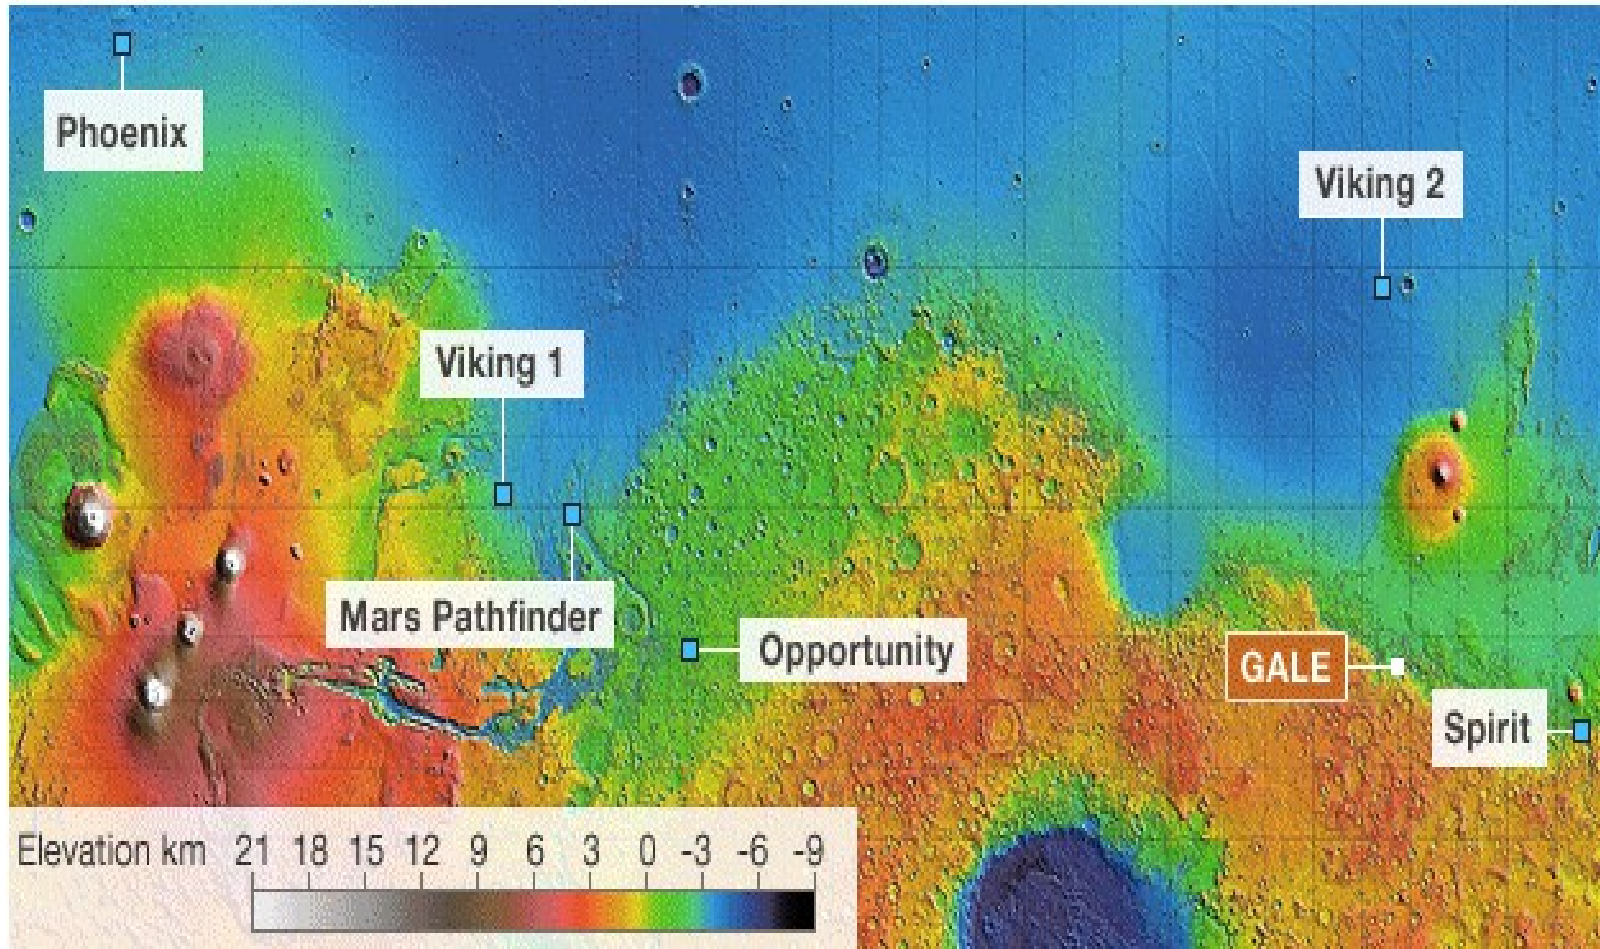 Phoenix
Viking 2
Viking 1
Mars Pathfinder
Opportunity
GALE
Spirit
Elevation km 21 18 15 12 9 6 3 0 -3 -6 -9